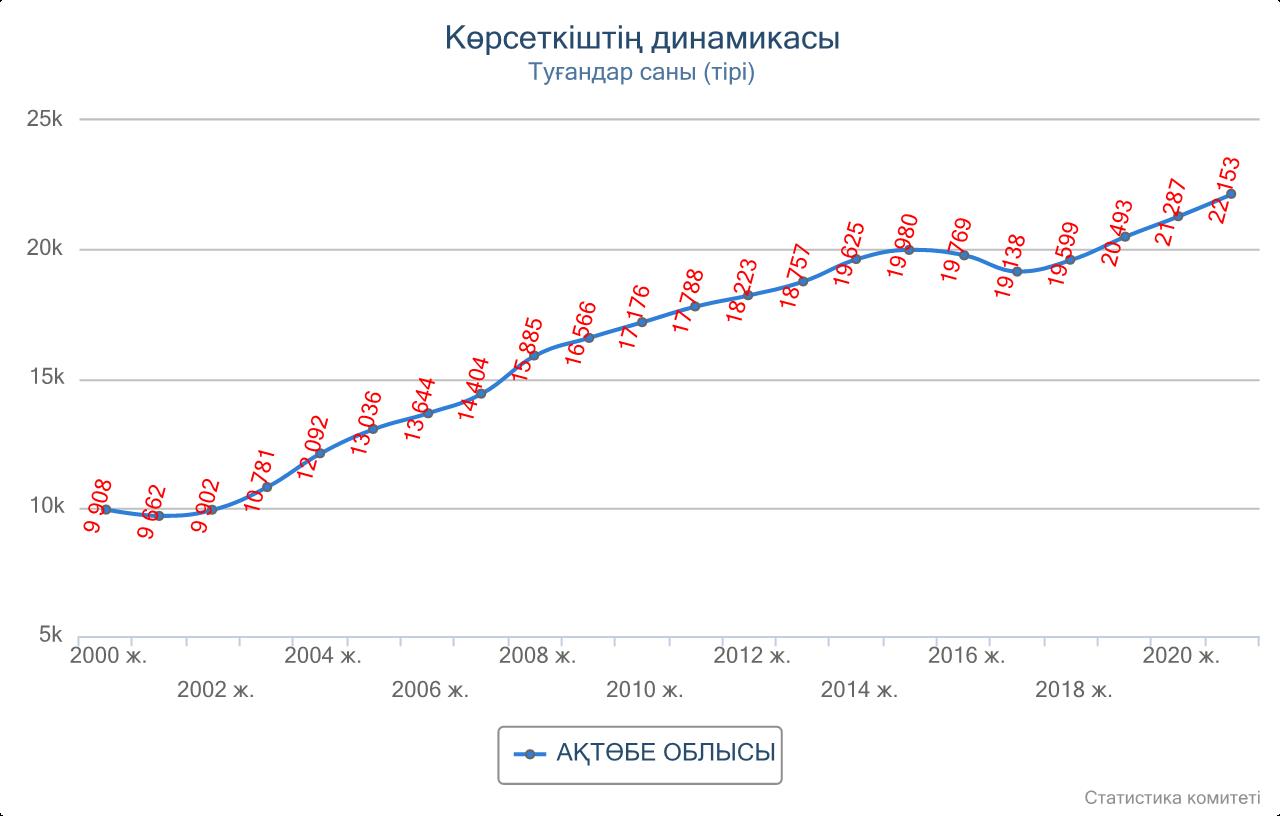 Көрсеткіштің динамикасы
Туғандар саны (тірі)
25k
20k
15k
10k
5k
9 908
9 662
9 902
10 781
12 092
13 036
13 644
14 404
15 885
16 566
17 176
17 788
18 223
18 757
19 625
19 980
19 769
19 138
19 599
20 493
21 287
22 153
2000 ж.
2004 ж.
2008 ж.
2012 ж.
2016 ж.
2020 ж.
2002 ж.
2006 ж.
2010 ж.
2014 ж.
2018 ж.
АҚТӨБЕ ОБЛЫСЫ
Статистика комитеті